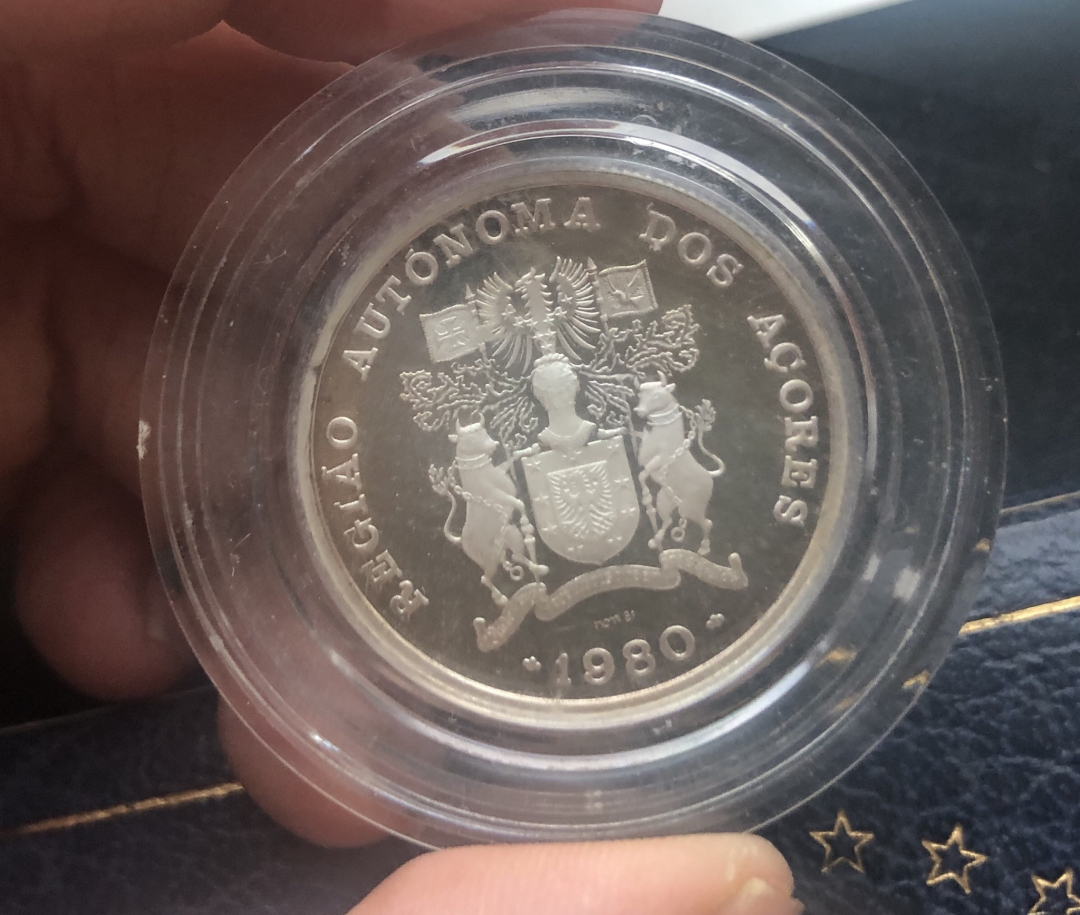 REGIÃO AUTÓNOMA DOS AÇORES
1980